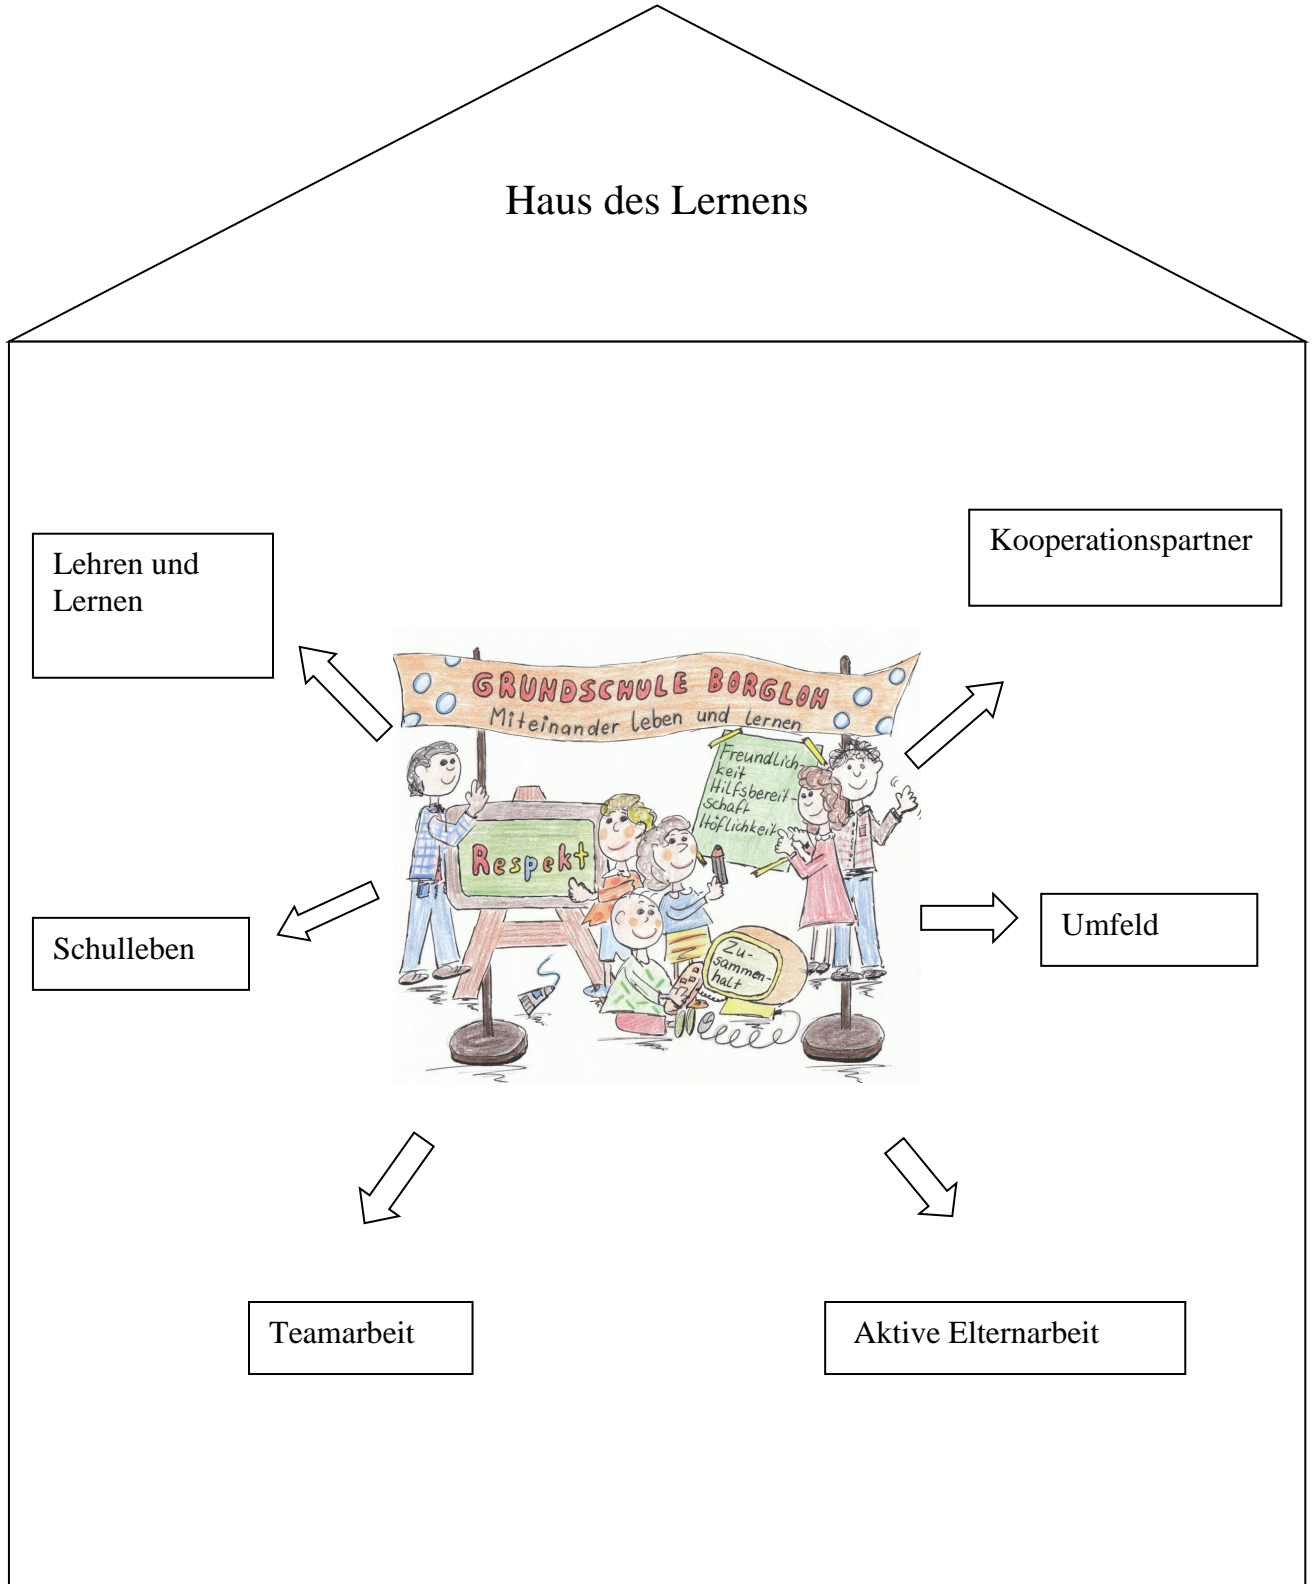 Haus des Lernens
Kooperationspartner
Lehren und
Lernen
GRUNDSCHULE BORGLOH
Miteinander leben und lernen
Freundlich-
keit
Hilfsbereit-
schaft
Höflichkeit
Respekt
Schulleben
Umfeld
Zu-
sammen-
halt
Teamarbeit
Aktive Elternarbeit